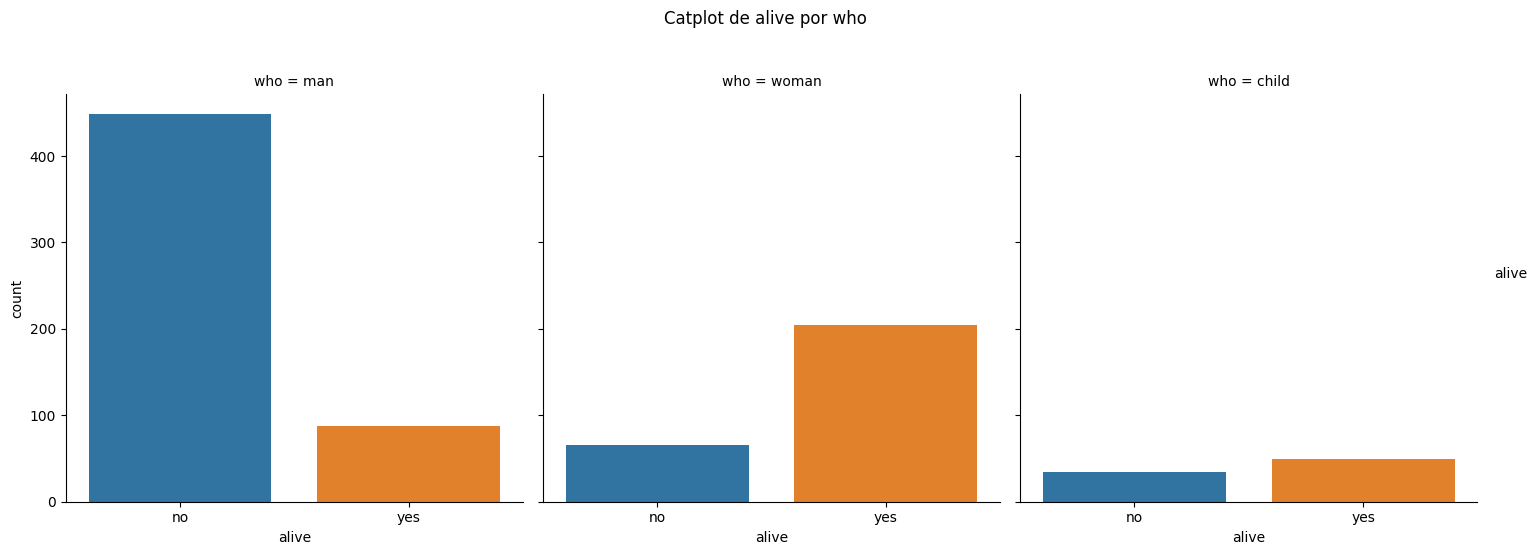 Catplot de alive por who
who = man
who = woman
who = child
count
400
300
200
100
0
no yes
no yes
no yes
alive
alive
alive
alive